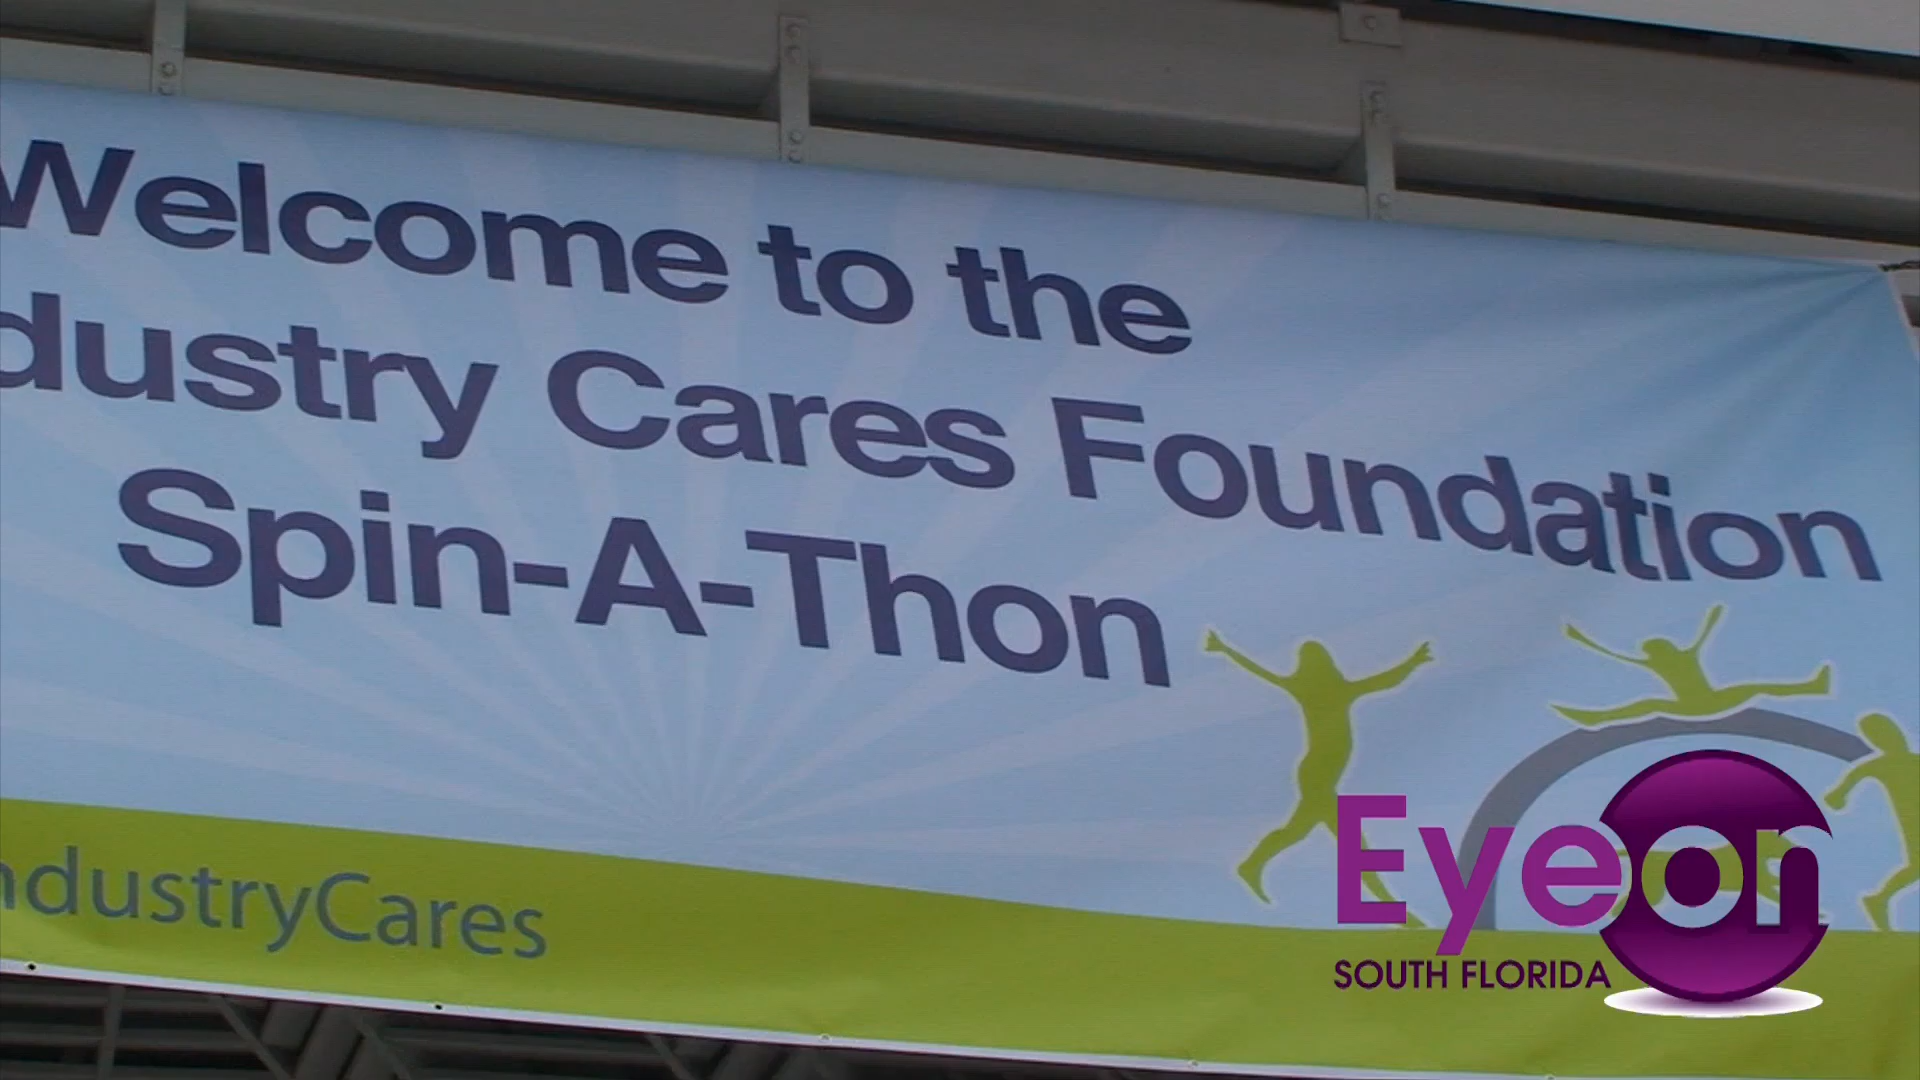 Welcome to the
dustry Cares Foundation
Spin-A-Thon
ndustryCares
Eyeon
SOUTH FLORIDA